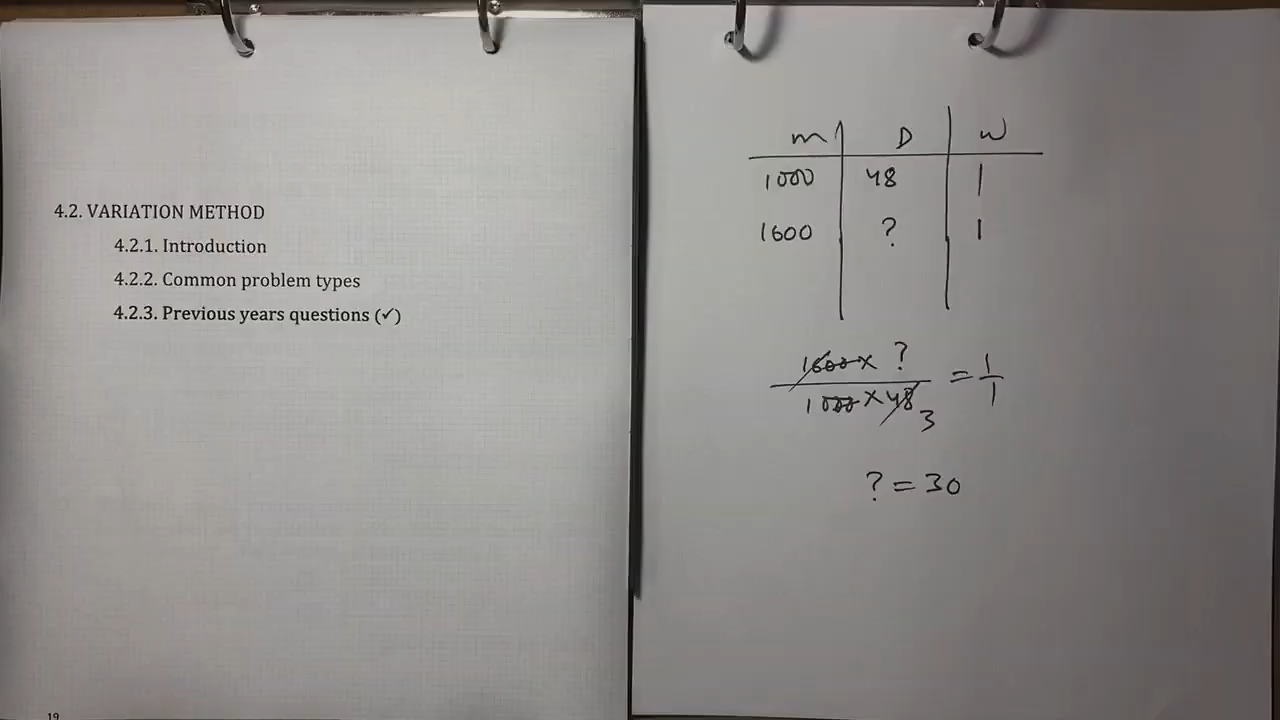 4.2. VARIATION METHOD
4.2.1. Introduction
4.2.2. Common problem types
4.2.3. Previous years questions (✓)
19
m D w
1000 48 1
1600 ? 1
1600 x ? / 1000 x 48 3 = 1/1
? = 30